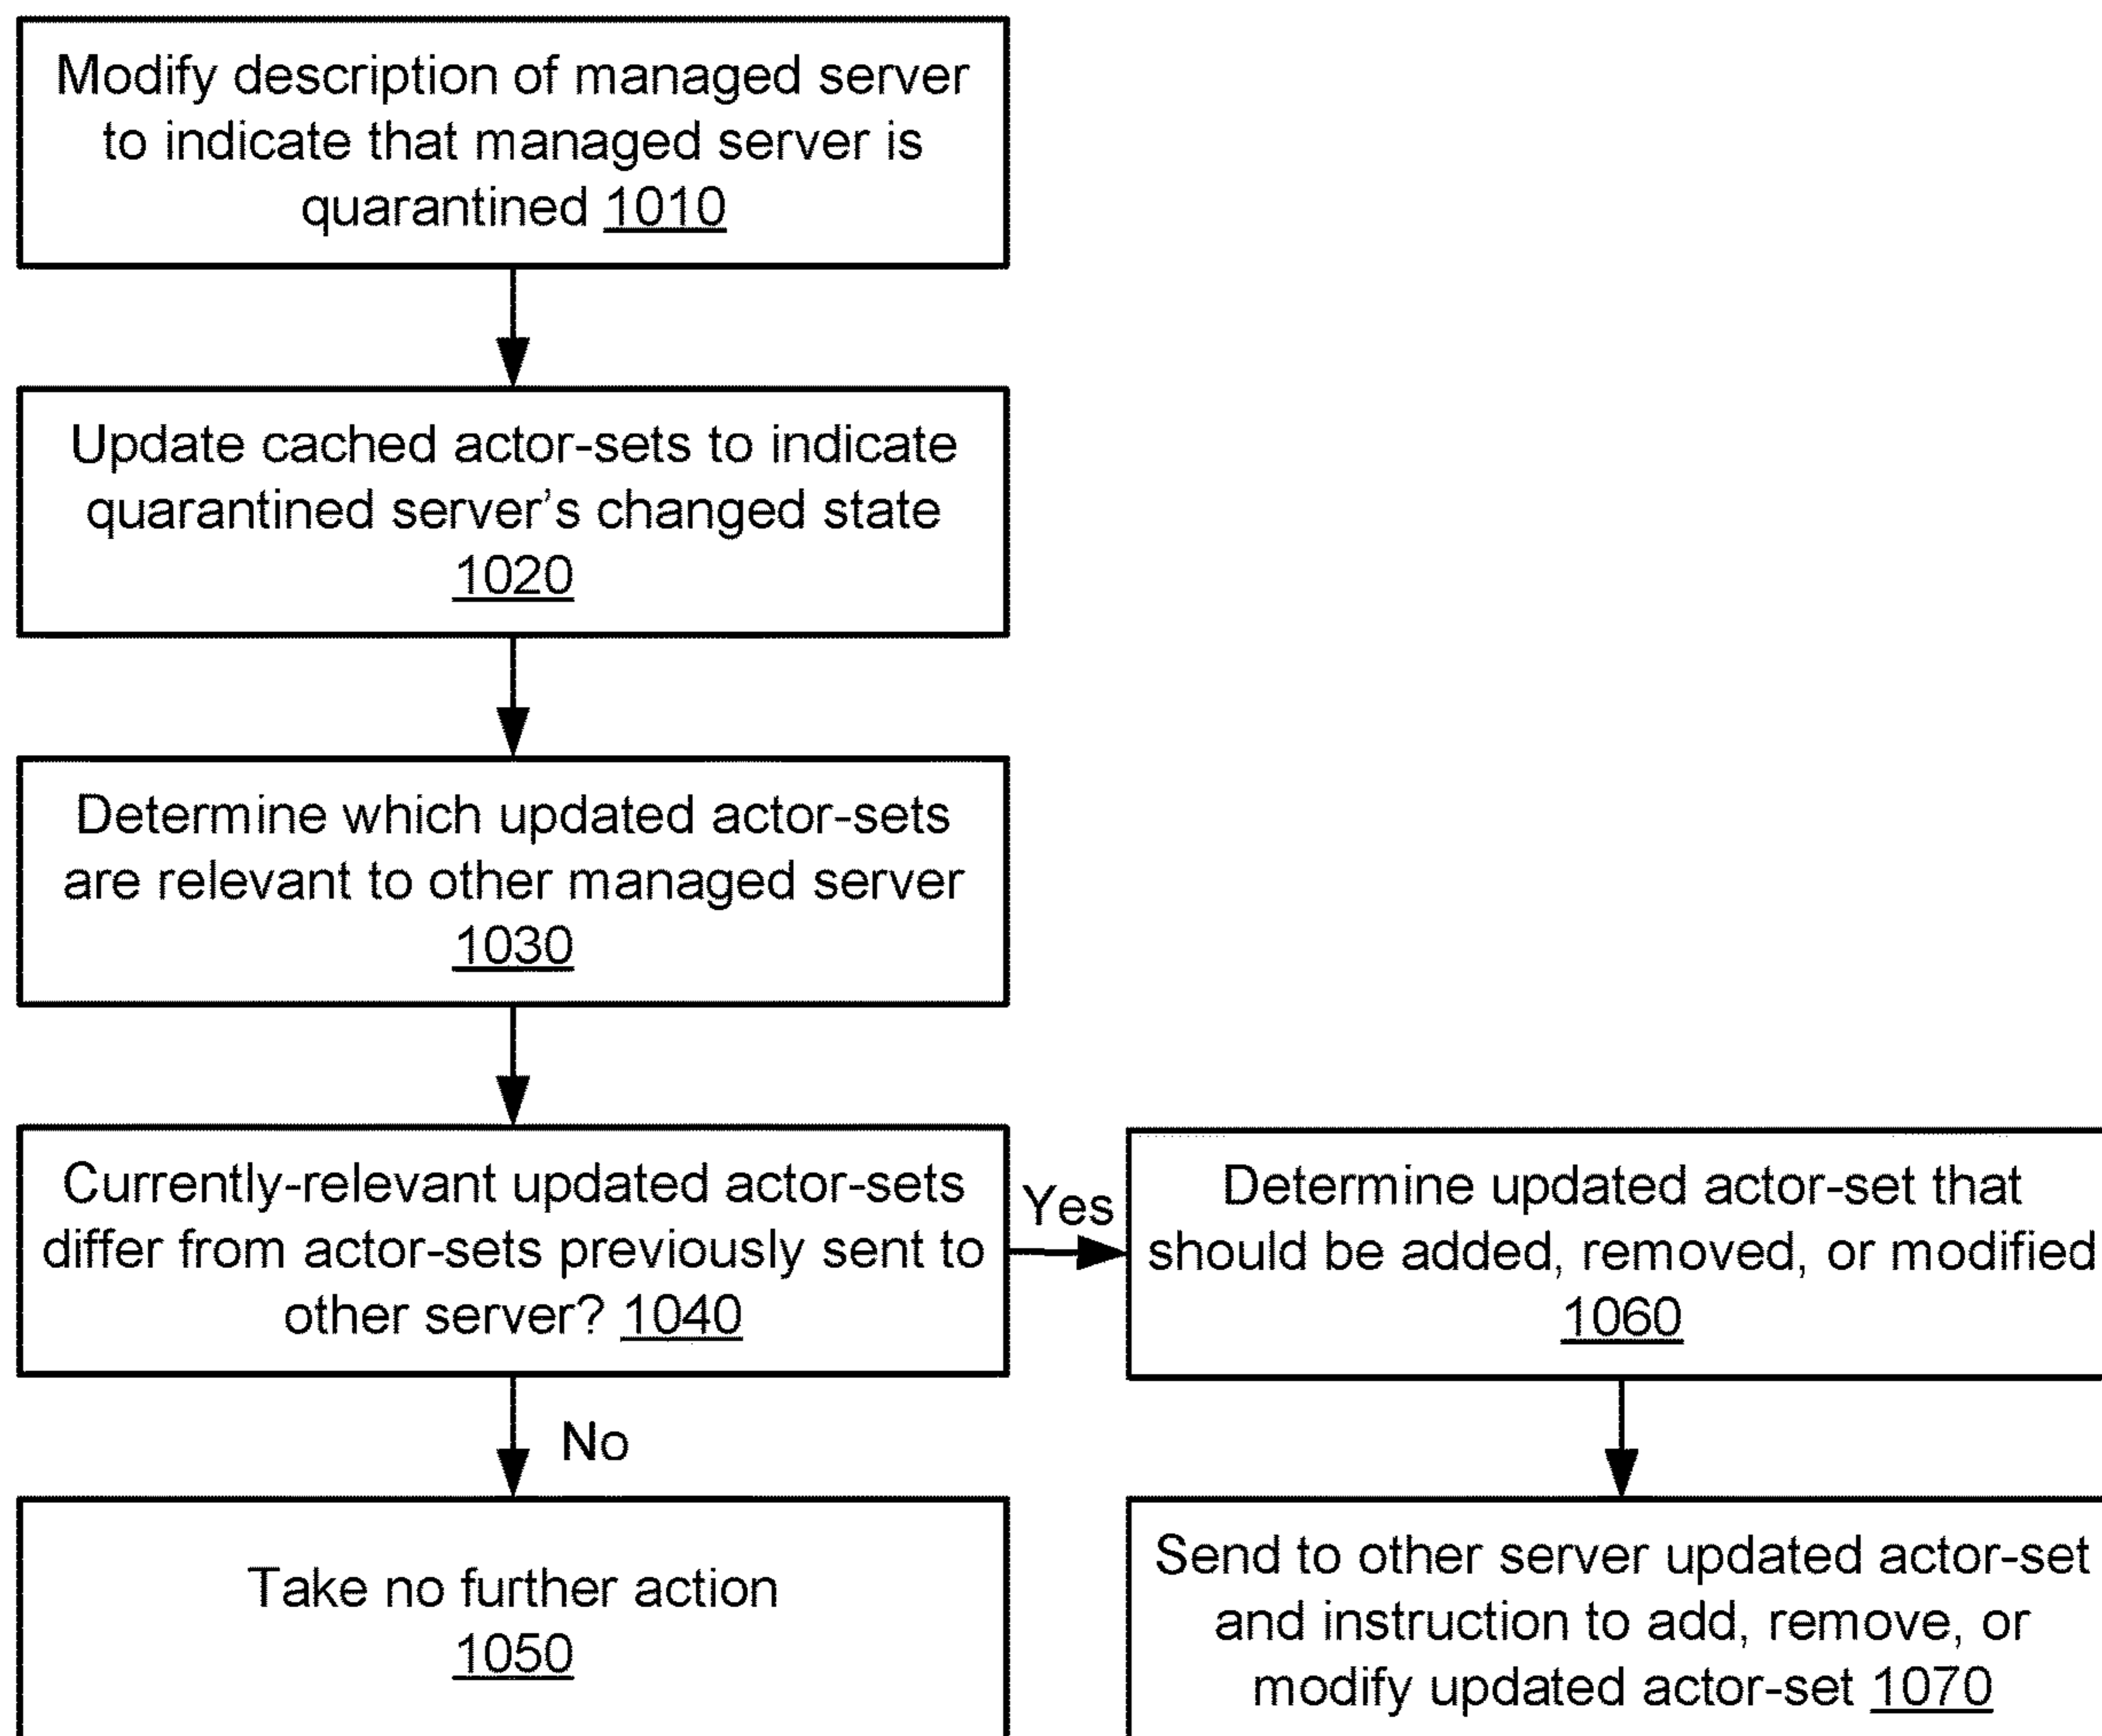 Modify description of managed server
to indicate that managed server is
quarantined 1010
Update cached actor-sets to indicate
quarantined server’s changed state
1020
Determine which updated actor-sets
are relevant to other managed server
1030
Currently-relevant updated actor-sets
differ from actor-sets previously sent to
other server? 1040
Yes
Determine updated actor-set that
should be added, removed, or modified
1060
No
Take no further action
1050
Send to other server updated actor-set
and instruction to add, remove, or
modify updated actor-set 1070